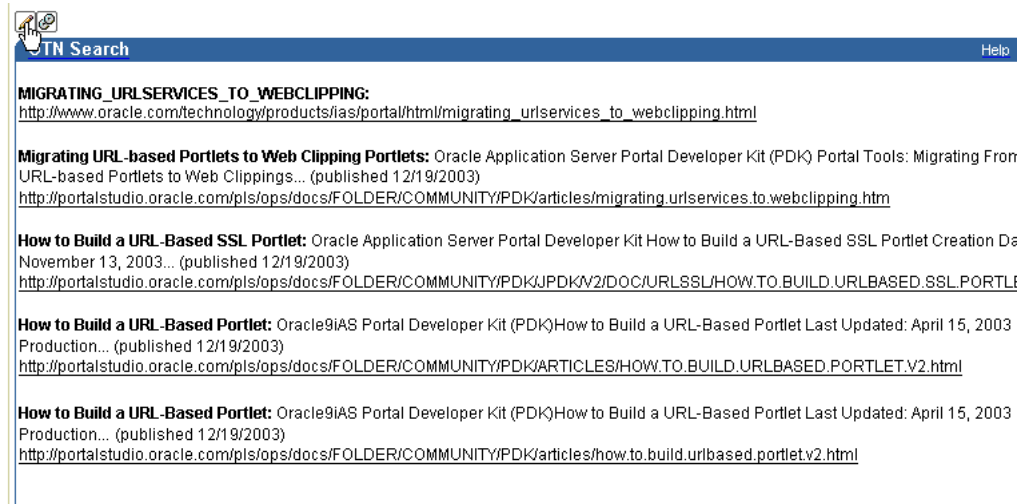 OTN Search
Help
MIGRATING_URLSERVICES_TO_WEBCLIPPING:
http://www.oracle.com/technology/products/ias/portal/html/migrating_urlservices_to_webclipping.html
Migrating URL-based Portlets to Web Clipping Portlets: Oracle Application Server Portal Developer Kit (PDK) Portal Tools: Migrating From
URL-based Portlets to Web Clippings... (published 12/19/2003)
http://portalstudio.oracle.com/pls/ops/docs/FOLDER/COMMUNITY/PDK/articles/migrating.urlservices.to.webclipping.htm
How to Build a URL-Based SSL Portlet: Oracle Application Server Portal Developer Kit How to Build a URL-Based SSL Portlet Creation Da
November 13, 2003... (published 12/19/2003)
http://portalstudio.oracle.com/pls/ops/docs/FOLDER/COMMUNITY/PDK/JPDK/V2/DOC/URLSSL/HOW.TO.BUILD.URLBASED.SSL.PORTLE
How to Build a URL-Based Portlet: Oracle9iAS Portal Developer Kit (PDK)How to Build a URL-Based Portlet Last Updated: April 15, 2003
Production... (published 12/19/2003)
http://portalstudio.oracle.com/pls/ops/docs/FOLDER/COMMUNITY/PDK/ARTICLES/HOW.TO.BUILD.URLBASED.PORTLET.V2.html
How to Build a URL-Based Portlet: Oracle9iAS Portal Developer Kit (PDK)How to Build a URL-Based Portlet Last Updated: April 15, 2003
Production... (published 12/19/2003)
http://portalstudio.oracle.com/pls/ops/docs/FOLDER/COMMUNITY/PDK/articles/how.to.build.urlbased.portlet.v2.html